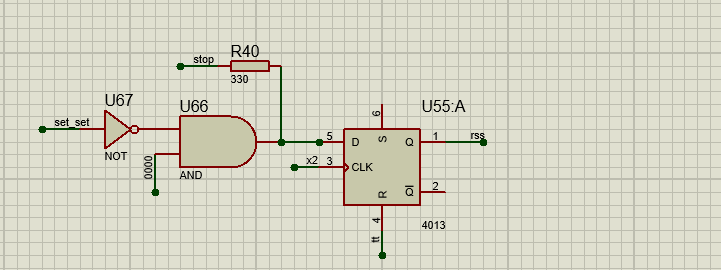 stop
R40
330
U67
set_set
NOT
U66
0000
AND
U55:A
6
S
5
D
Q
1
rss
x2
3
CLK
Q
2
R
4
4013
tt